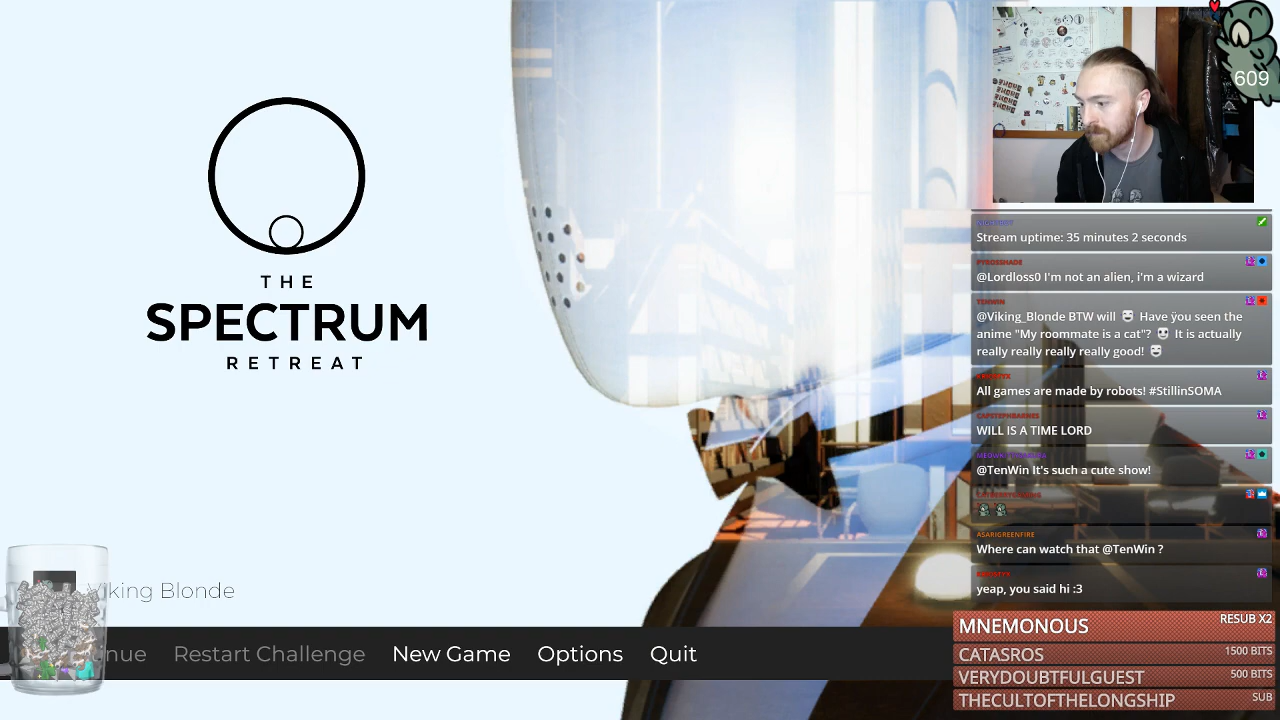 THE
SPECTRUM
RETREAT
Viking Blonde
Restart Challenge
New Game
Options
Quit
609
Stream uptime: 35 minutes 2 seconds
PYROSSHADE
@Lordloss0 I'm not an alien, i'm a wizard
TENWIN
@Viking_Blonde BTW will Have you seen the
anime "My roommate is a cat"? It is actually
really really really really good!
All games are made by robots! #StillinSOMA
WILL IS A TIME LORD
@TenWin It's such a cute show!
ASARIGREENFIRE
Where can watch that @TenWin ?
yeap, you said hi :3
MNEMONOUS RESUB X2
CATASROS 1500 BITS
VERYDOUBTFULGUEST 500 BITS
THECULTOFTHELONGSHIP SUB